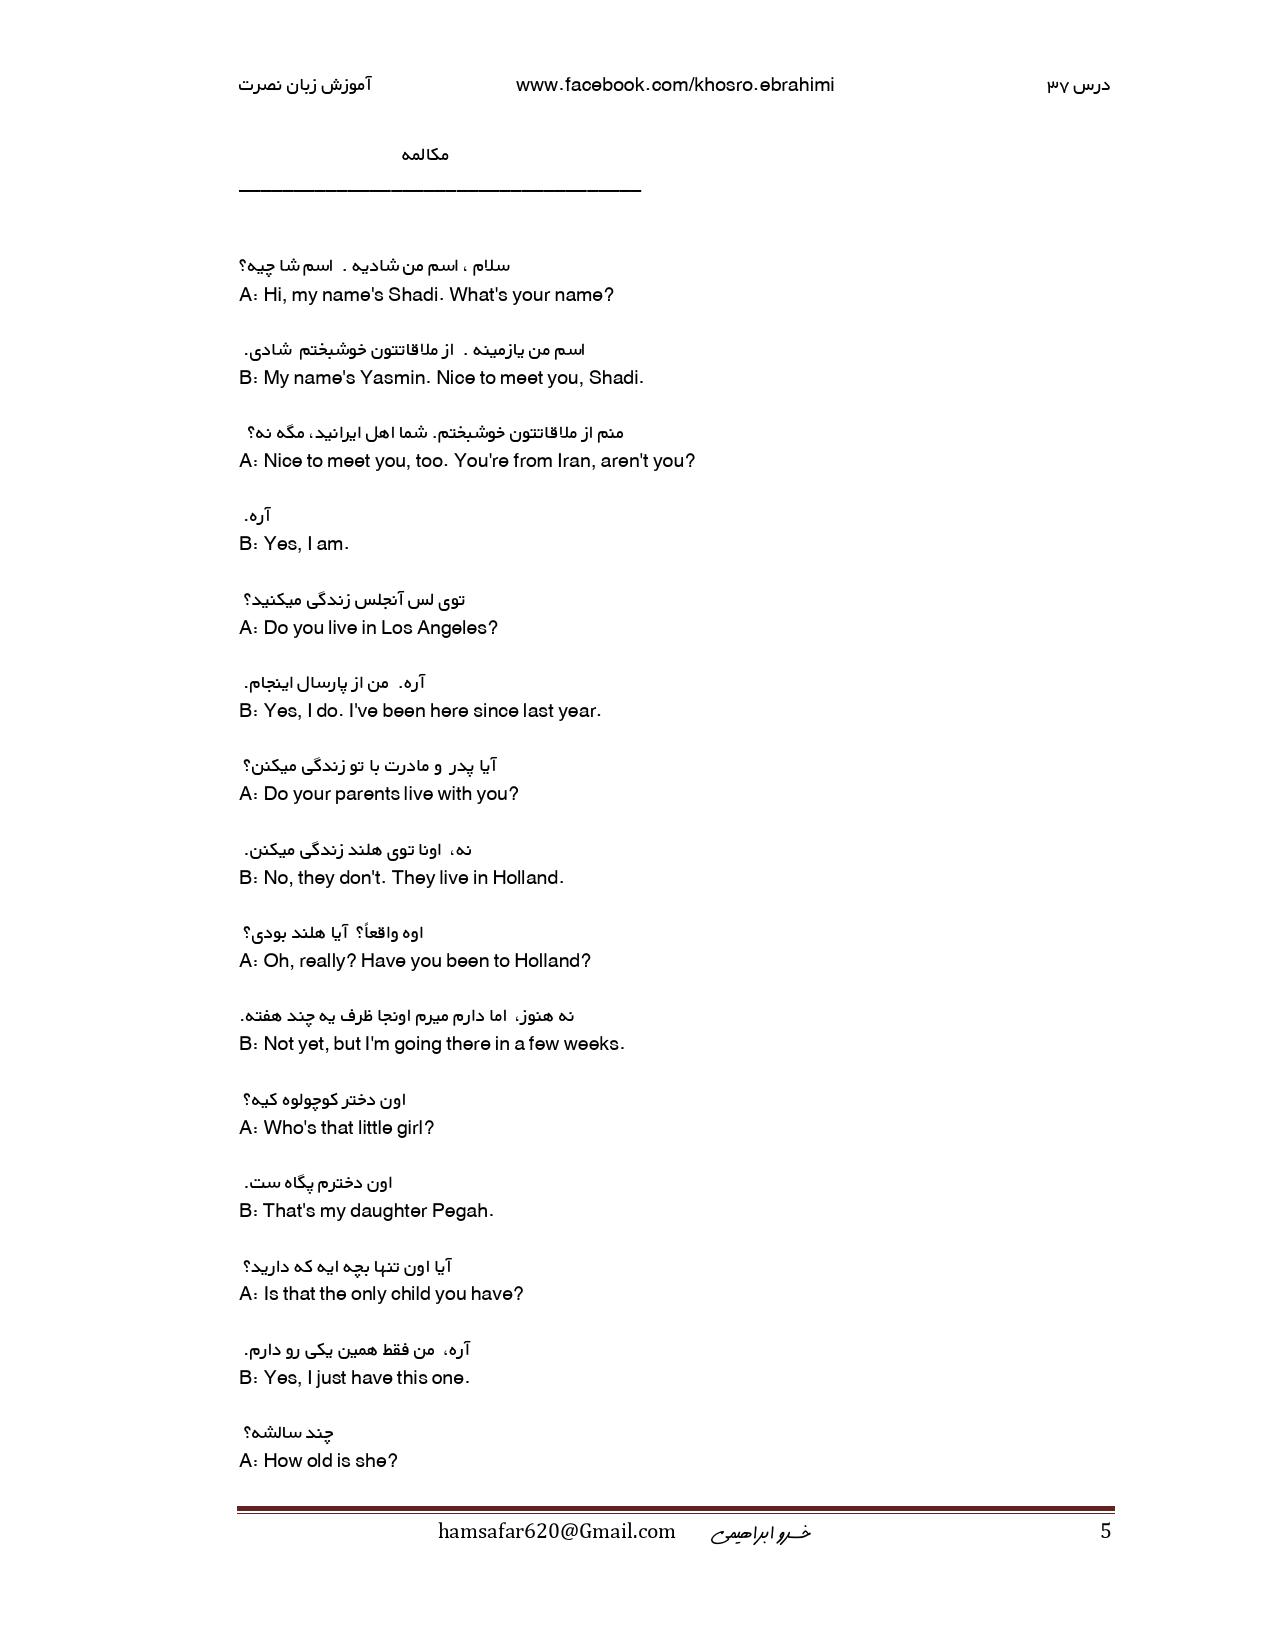 آموزش زبان نصرت www.facebook.com/khosro.ebrahimi درس ۳۷
مکالمه
سلام ، اسم من شادیه . اسم شا چیه؟
A: Hi, my name's Shadi. What's your name?
اسم من یازمینه . از ملاقاتتون خوشبختم شادی.
B: My name's Yasmin. Nice to meet you, Shadi.
منم از ملاقاتتون خوشبختم. شما اهل ایرانید، مگه نه؟
A: Nice to meet you, too. You're from Iran, aren't you?
آره.
B: Yes, I am.
توی لس آنجلس زندگی میکنید؟
A: Do you live in Los Angeles?
آره. من از پارسال اینجام.
B: Yes, I do. I've been here since last year.
آیا پدر و مادرت با تو زندگی میکنن؟
A: Do your parents live with you?
نه، اونا توی هلند زندگی میکنن.
B: No, they don't. They live in Holland.
اوه واقعاً؟ آیا هلند بودی؟
A: Oh, really? Have you been to Holland?
نه هنوز، اما دارم میرم اونجا ظرف یه چند هفته.
B: Not yet, but I'm going there in a few weeks.
اون دختر کوچولوه کیه؟
A: Who's that little girl?
اون دخترم پگاه ست.
B: That's my daughter Pegah.
آیا اون تنها بچه ایه که دارید؟
A: Is that the only child you have?
آره، من فقط همین یکی رو دارم.
B: Yes, I just have this one.
چند سالشه؟
A: How old is she?
hamsafar620@Gmail.com خسرو ابراهیمی 5